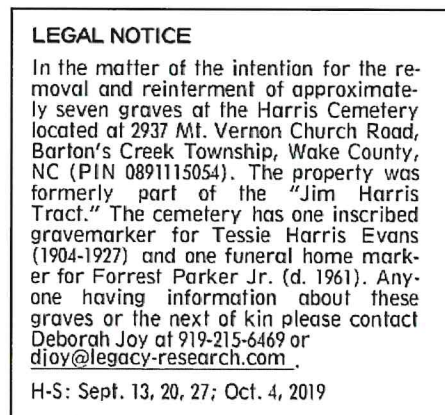 LEGAL NOTICE
In the matter of the intention for the re-
moval and reinterment of approximate-
ly seven graves at the Harris Cemetery
located at 2937 Mt. Vernon Church Road,
Barton's Creek Township, Wake County,
NC (PIN 0891115054). The property was
formerly part of the "Jim Harris
Tract." The cemetery has one inscribed
gravemarker for Tessie Harris Evans
(1904-1927) and one funeral home mark-
er for Forrest Parker Jr. (d. 1961). Any-
one having information about these
graves or the next of kin please contact
Deborah Joy at 919-215-6469 or
djoy@legacy-research.com.
H-S: Sept. 13, 20, 27; Oct. 4, 2019